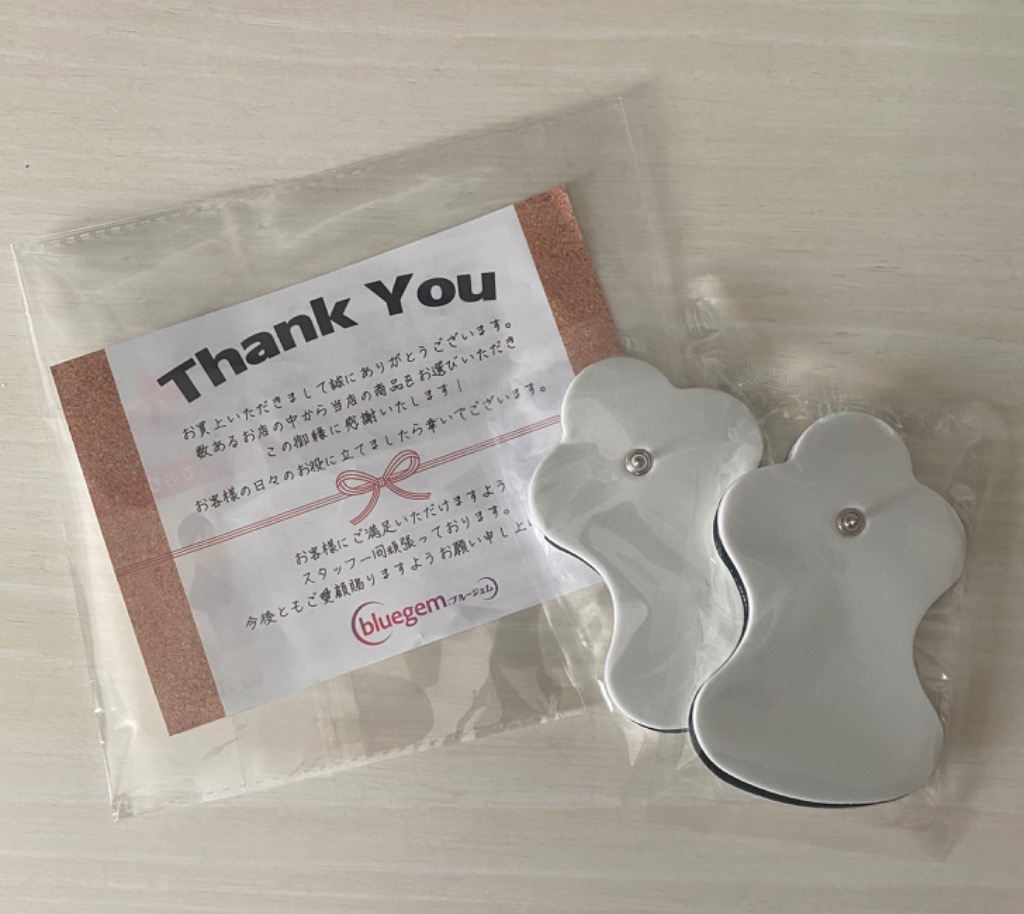 Thank You
お買上いただきまして誠にありがとうございます。
数あるお店の中から当店の商品をお選びいただき
この御縁に感謝いたします!
お客様の日々のお役に立てましたら幸いでございます。
お客様にご満足いただけますよう
スタッフ一同頑張っております。
今後ともご愛顧賜りますようお願い申し上
bluegem:ブルージェム